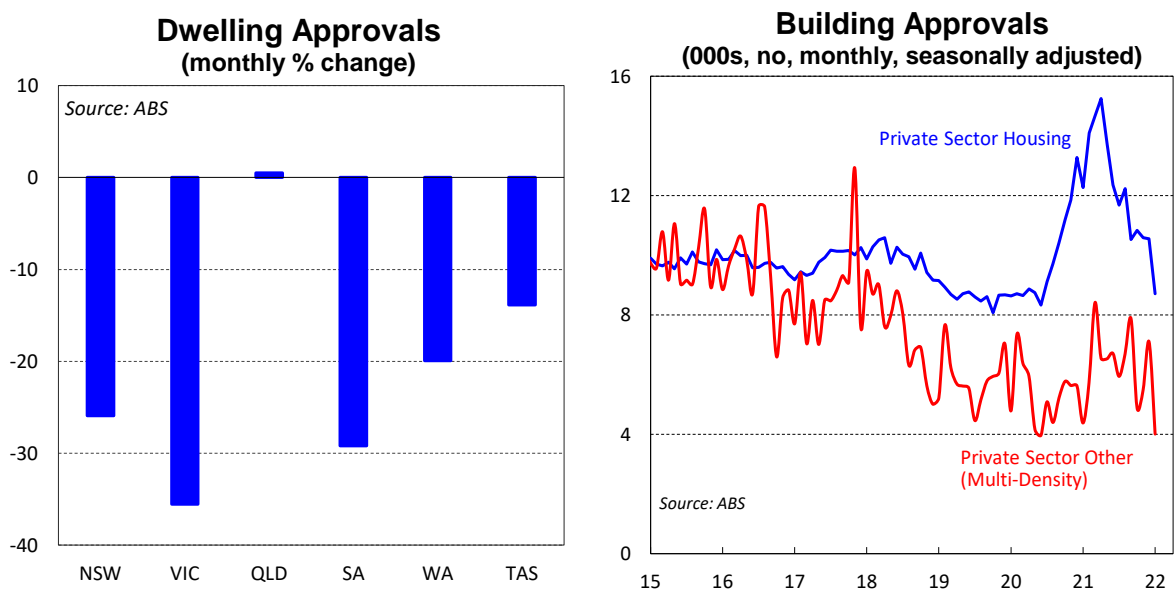 Dwelling Approvals
(monthly % change)
Source: ABS
10
0
-10
-20
-30
-40
NSW VIC QLD SA WA TAS
Building Approvals
(000s, no, monthly, seasonally adjusted)
16
12
8
4
0
Private Sector Housing
Private Sector Other
(Multi-Density)
Source: ABS
15 16 17 18 19 20 21 22